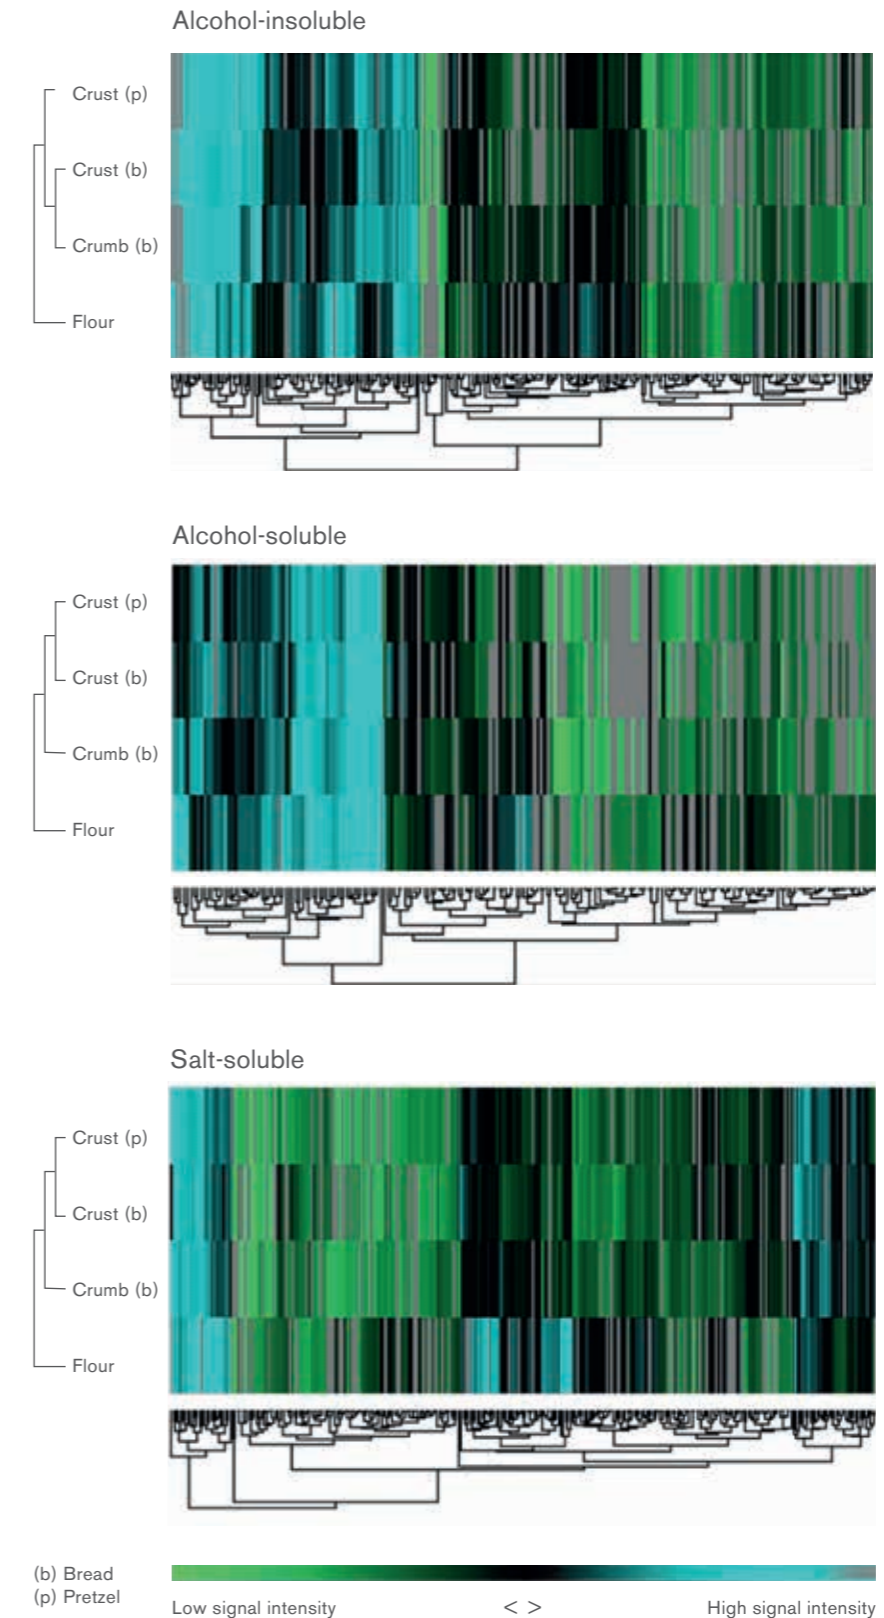 Alcohol-insoluble
Crust (p)
Crust (b)
Crumb (b)
Flour
Alcohol-soluble
Crust (p)
Crust (b)
Crumb (b)
Flour
Salt-soluble
Crust (p)
Crust (b)
Crumb (b)
Flour
(b) Bread
(p) Pretzel
Low signal intensity < > High signal intensity